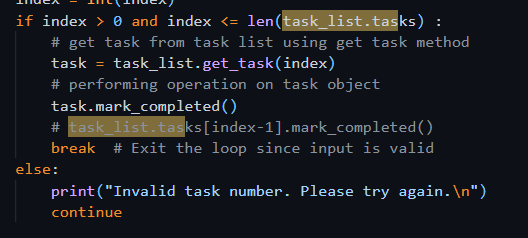 index = int(index)
if index > 0 and index <= len(task_list.tasks) :
    # get task from task list using get task method
    task = task_list.get_task(index)
    # performing operation on task object
    task.mark_completed()
    # task_list.tasks[index-1].mark_completed()
    break  # Exit the loop since input is valid
else:
    print("Invalid task number. Please try again.\n")
    continue